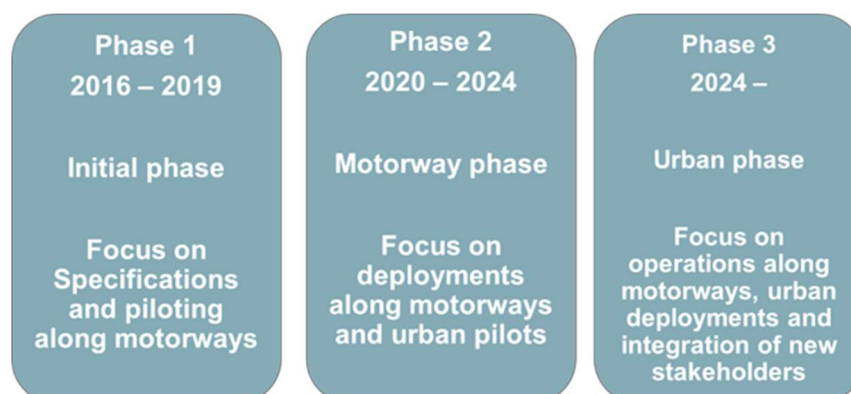 Phase 1
2016 – 2019
Initial phase
Focus on
Specifications
and piloting
along motorways
Phase 2
2020 – 2024
Motorway phase
Focus on
deployments
along motorways
and urban pilots
Phase 3
2024 –
Urban phase
Focus on
operations along
motorways, urban
deployments and
integration of new
stakeholders